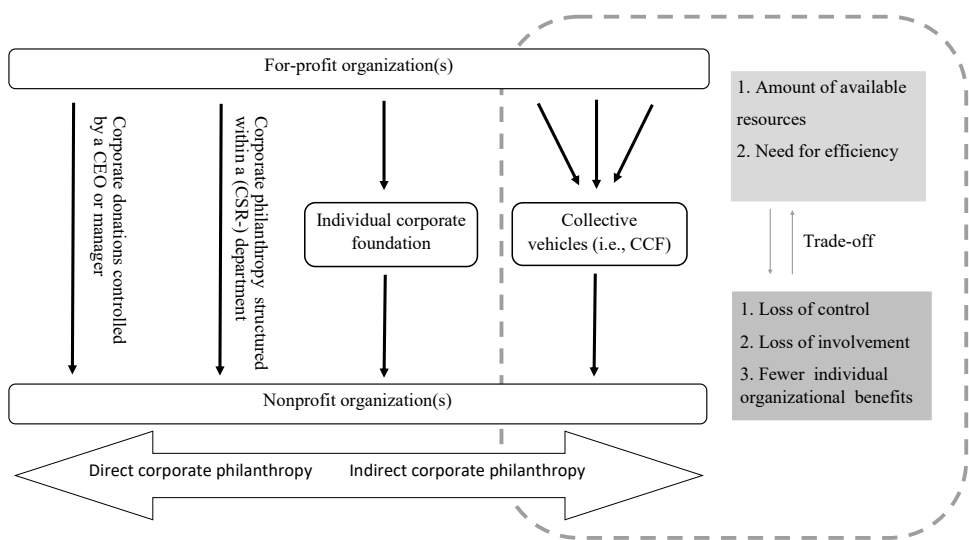 For-profit organization(s)
Corporate donations controlled
by a CEO or manager
Corporate philanthropy structured
within a (CSR-) department
Individual corporate
foundation
Collective
vehicles (i.e., CCF)
1. Amount of available
resources
2. Need for efficiency
Trade-off
1. Loss of control
2. Loss of involvement
3. Fewer individual
organizational benefits
Nonprofit organization(s)
Direct corporate philanthropy
Indirect corporate philanthropy